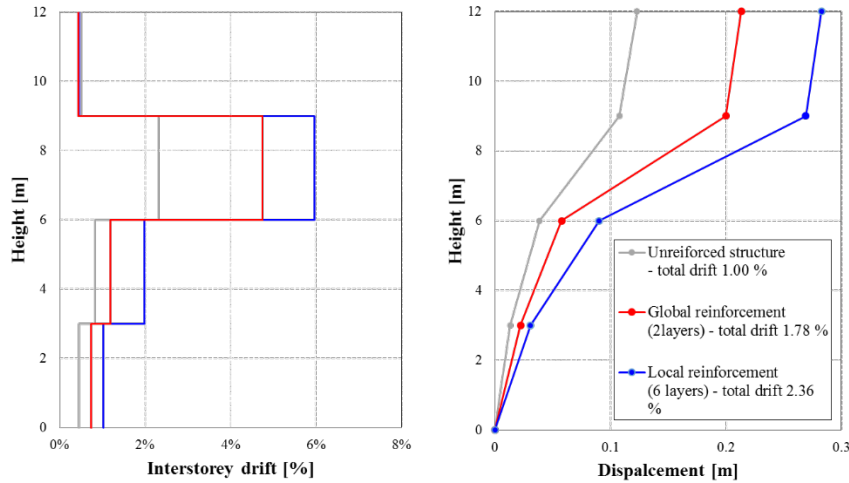 12
10
8
6
4
2
0
Height [m]
0%
2%
4%
6%
8%
Interstorey drift [%]
12
10
8
6
4
2
0
Height [m]
0
0.1
0.2
0.3
Dispalcement [m]
Unreiforced structure
- total drift 1.00 %
Global reinforcement
(2layers) - total drift 1.78 %
Local reinforcement
(6 layers) - total drift 2.36
%